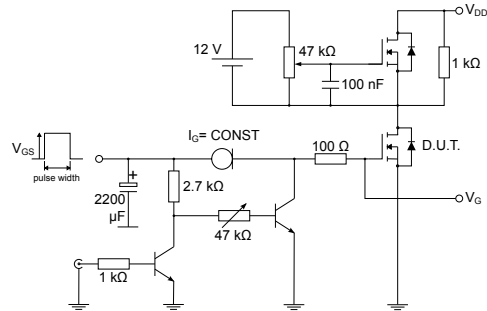 V_DD
12 V
47 kΩ
1 kΩ
100 nF
I_G= CONST
100 Ω
D.U.T.
V_GS
pulse width
+
2200
μF
2.7 kΩ
V_G
47 kΩ
1 kΩ